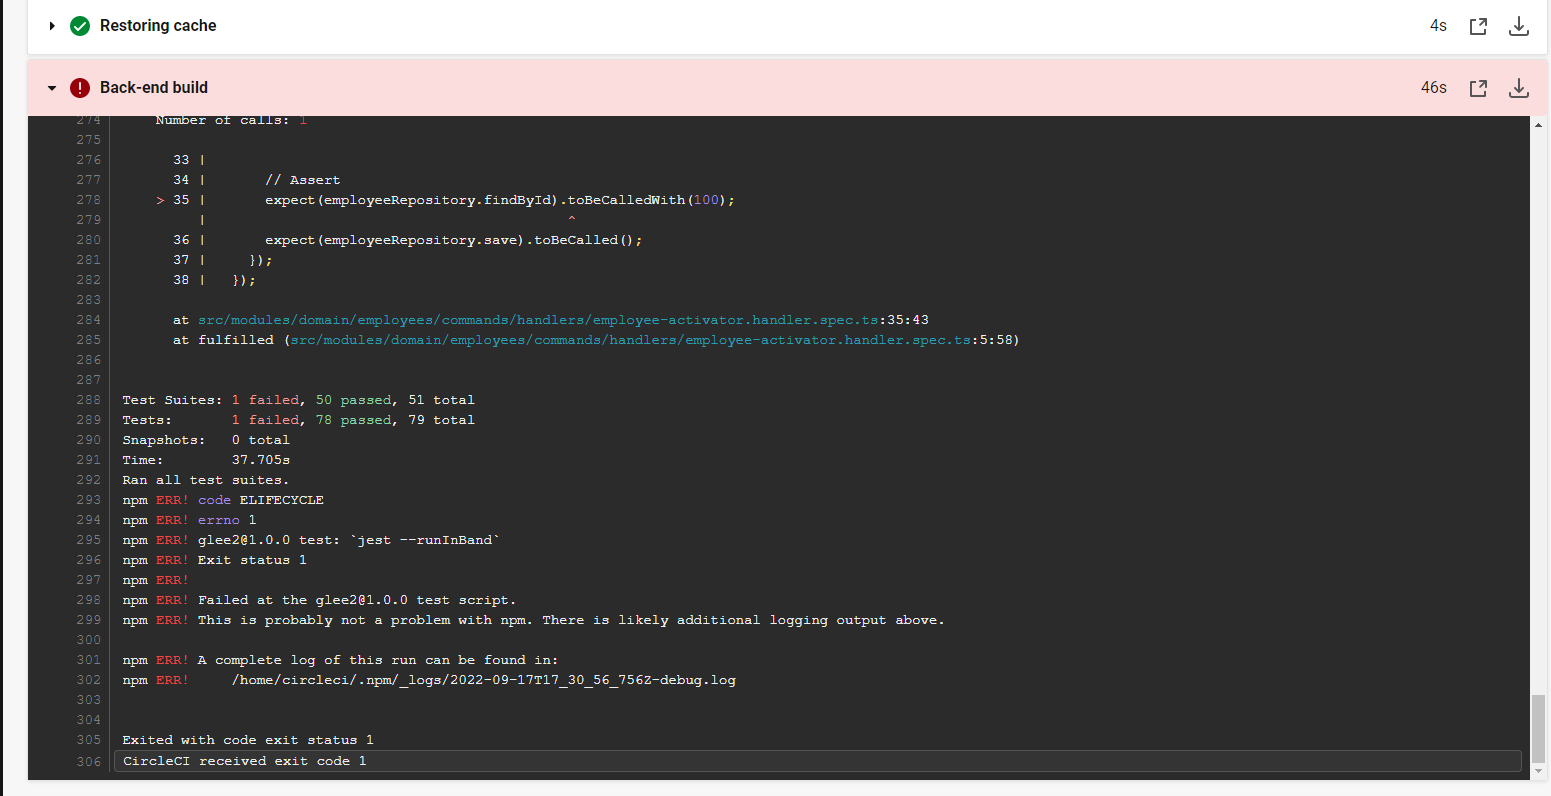 Restoring cache 4s
Back-end build 46s
274 Number of calls: 1
275
276 33 |
277 34 | // Assert
278 > 35 | expect(employeeRepository.findById).toBeCalledWith(100);
279 | ^
280 36 | expect(employeeRepository.save).toBeCalled();
281 37 | });
282 38 | });
283
284 at src/modules/domain/employees/commands/handlers/employee-activator.handler.spec.ts:35:43
285 at fulfilled (src/modules/domain/employees/commands/handlers/employee-activator.handler.spec.ts:5:58)
286
287
288 Test Suites: 1 failed, 50 passed, 51 total
289 Tests: 1 failed, 78 passed, 79 total
290 Snapshots: 0 total
291 Time: 37.705s
292 Ran all test suites.
293 npm ERR! code ELIFECYCLE
294 npm ERR! errno 1
295 npm ERR! glee2@1.0.0 test: `jest --runInBand`
296 npm ERR! Exit status 1
297 npm ERR!
298 npm ERR! Failed at the glee2@1.0.0 test script.
299 npm ERR! This is probably not a problem with npm. There is likely additional logging output above.
300
301 npm ERR! A complete log of this run can be found in:
302 npm ERR! /home/circleci/.npm/_logs/2022-09-17T17_30_56_756Z-debug.log
303
304
305 Exited with code exit status 1
306 CircleCI received exit code 1